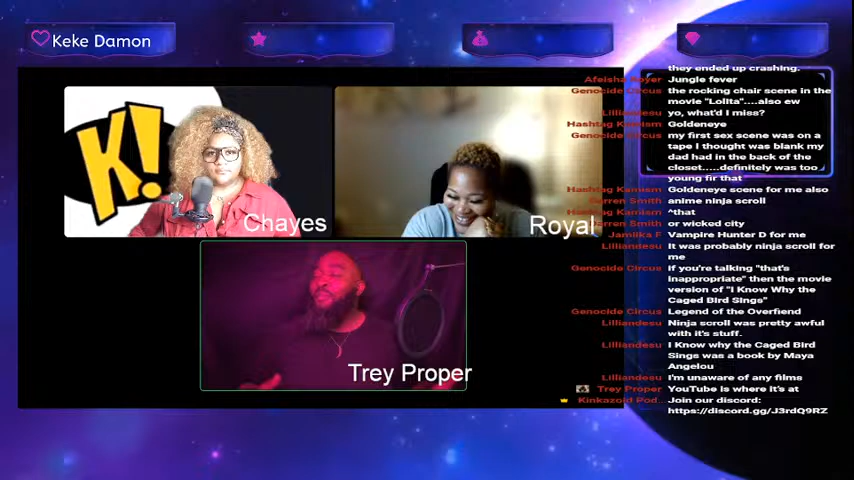 Keke Damon
they ended up crashing.
Jungle fever
Genocide Circus the rocking chair scene in the
movie "Lolita"....also ew
Lilliandesu yo, what'd I miss?
Hashtag Kamism Goldeneye
Genocide Circus my first sex scene was on a
tape I thought was blank my
dad had in the back of the
closet.....definitely was too
young fir that
Hashtag Kamism Goldeneye scene for me also
Smith anime ninja scroll
Hashtag Kamism ^that
Smith or wicked city
Jamilka F Vampire Hunter D for me
Lilliandesu It was probably ninja scroll for
me
Genocide Circus If you're talking "that's
inappropriate" then the movie
version of "I Know Why the
Caged Bird Sings"
Genocide Circus Legend of the Overfiend
Lilliandesu Ninja scroll was pretty awful
with it's stuff.
Lilliandesu I Know why the Caged Bird
Sings was a book by Maya
Angelou
Lilliandesu I'm unaware of any films
Trey Proper YouTube is where it's at
Kinkazoid Pod... Join our discord:
https://discord.gg/J3rdQ9RZ
K!
Chayes
Royal
Trey Proper